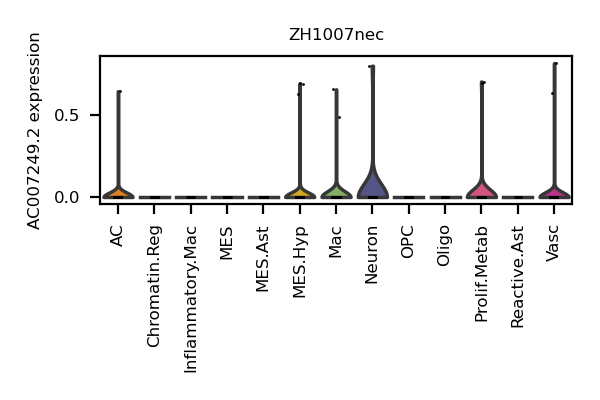 ZH1007nec
AC007249.2 expression
0.5
0.0
AC
Chromatin.Reg
Inflammatory.Mac
MES
MES.Ast
MES.Hyp
Mac
Neuron
OPC
Oligo
Prolif.Metab
Reactive.Ast
Vasc